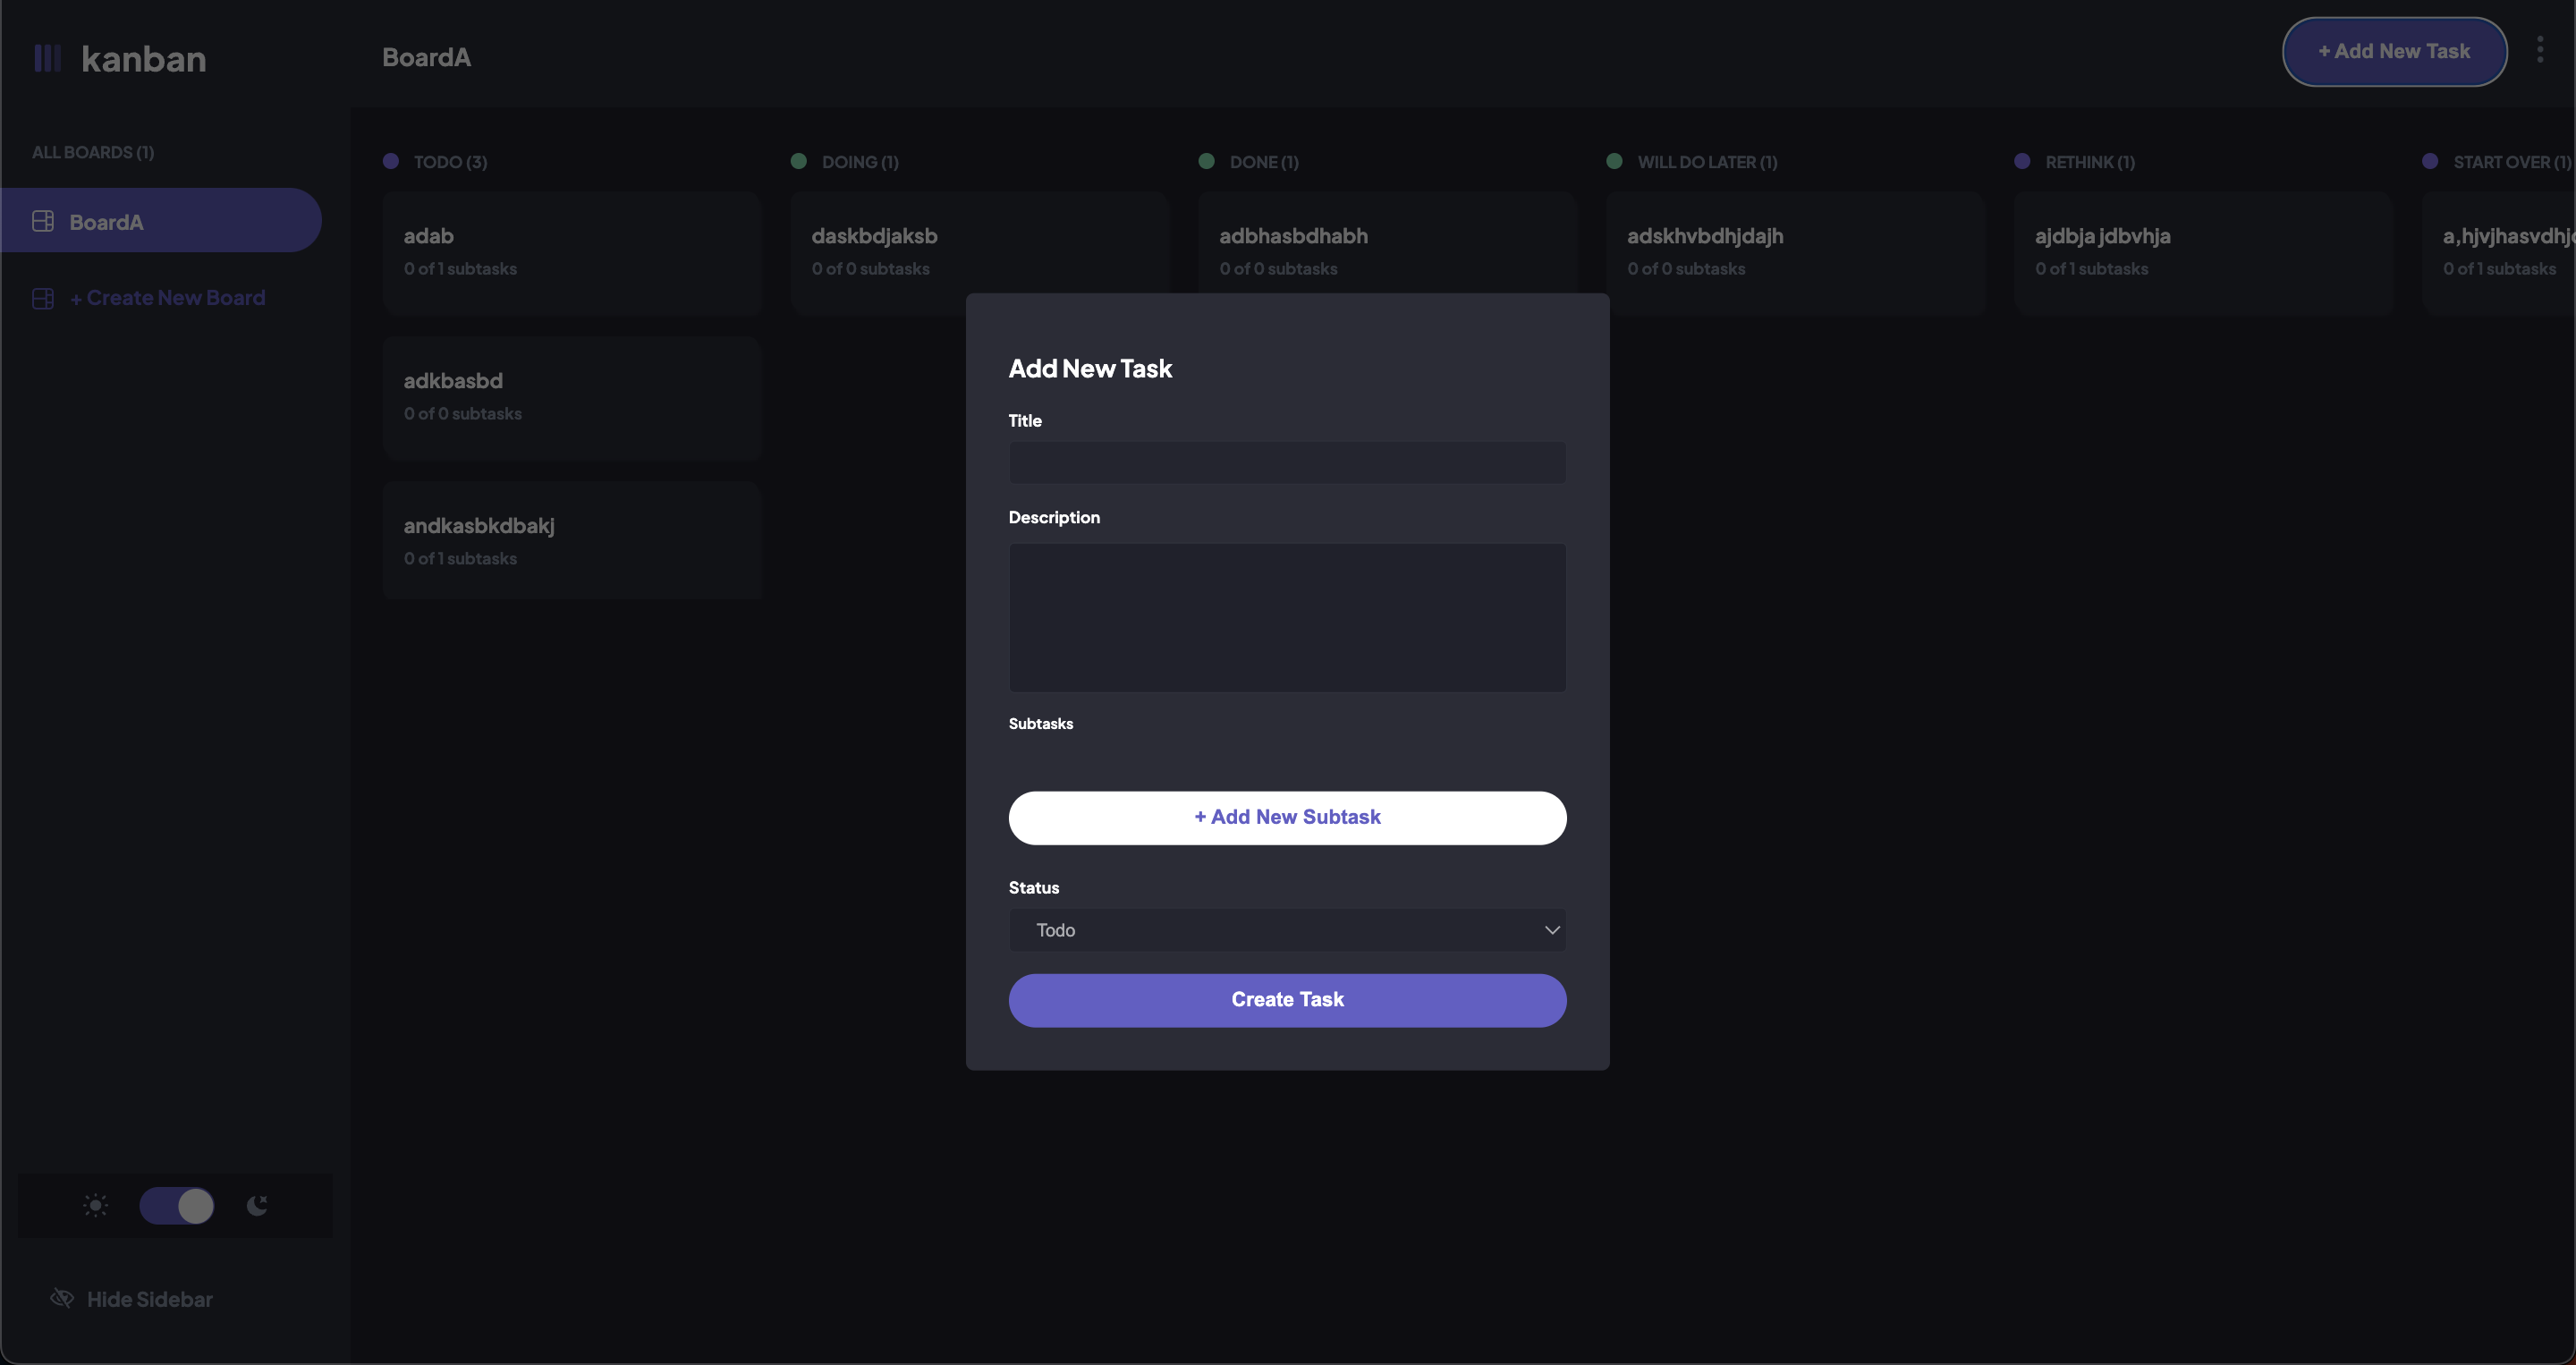 kanban
BoardA
+ Add New Task
ALL BOARDS (1)
BoardA
+ Create New Board
TODO (3)
adab
0 of 1 subtasks
adkbasbd
0 of 0 subtasks
andkasbkdbakj
0 of 1 subtasks
DOING (1)
daskbdjaksb
0 of 0 subtasks
DONE (1)
adbhasbdhabh
0 of 0 subtasks
WILL DO LATER (1)
adskhvbdhjdajh
0 of 0 subtasks
RETHINK (1)
ajdbja jdbvhja
0 of 1 subtasks
START OVER (1)
0 of 1 subtasks
Add New Task
Title
Description
Subtasks
+ Add New Subtask
Status
Todo
Create Task
Hide Sidebar